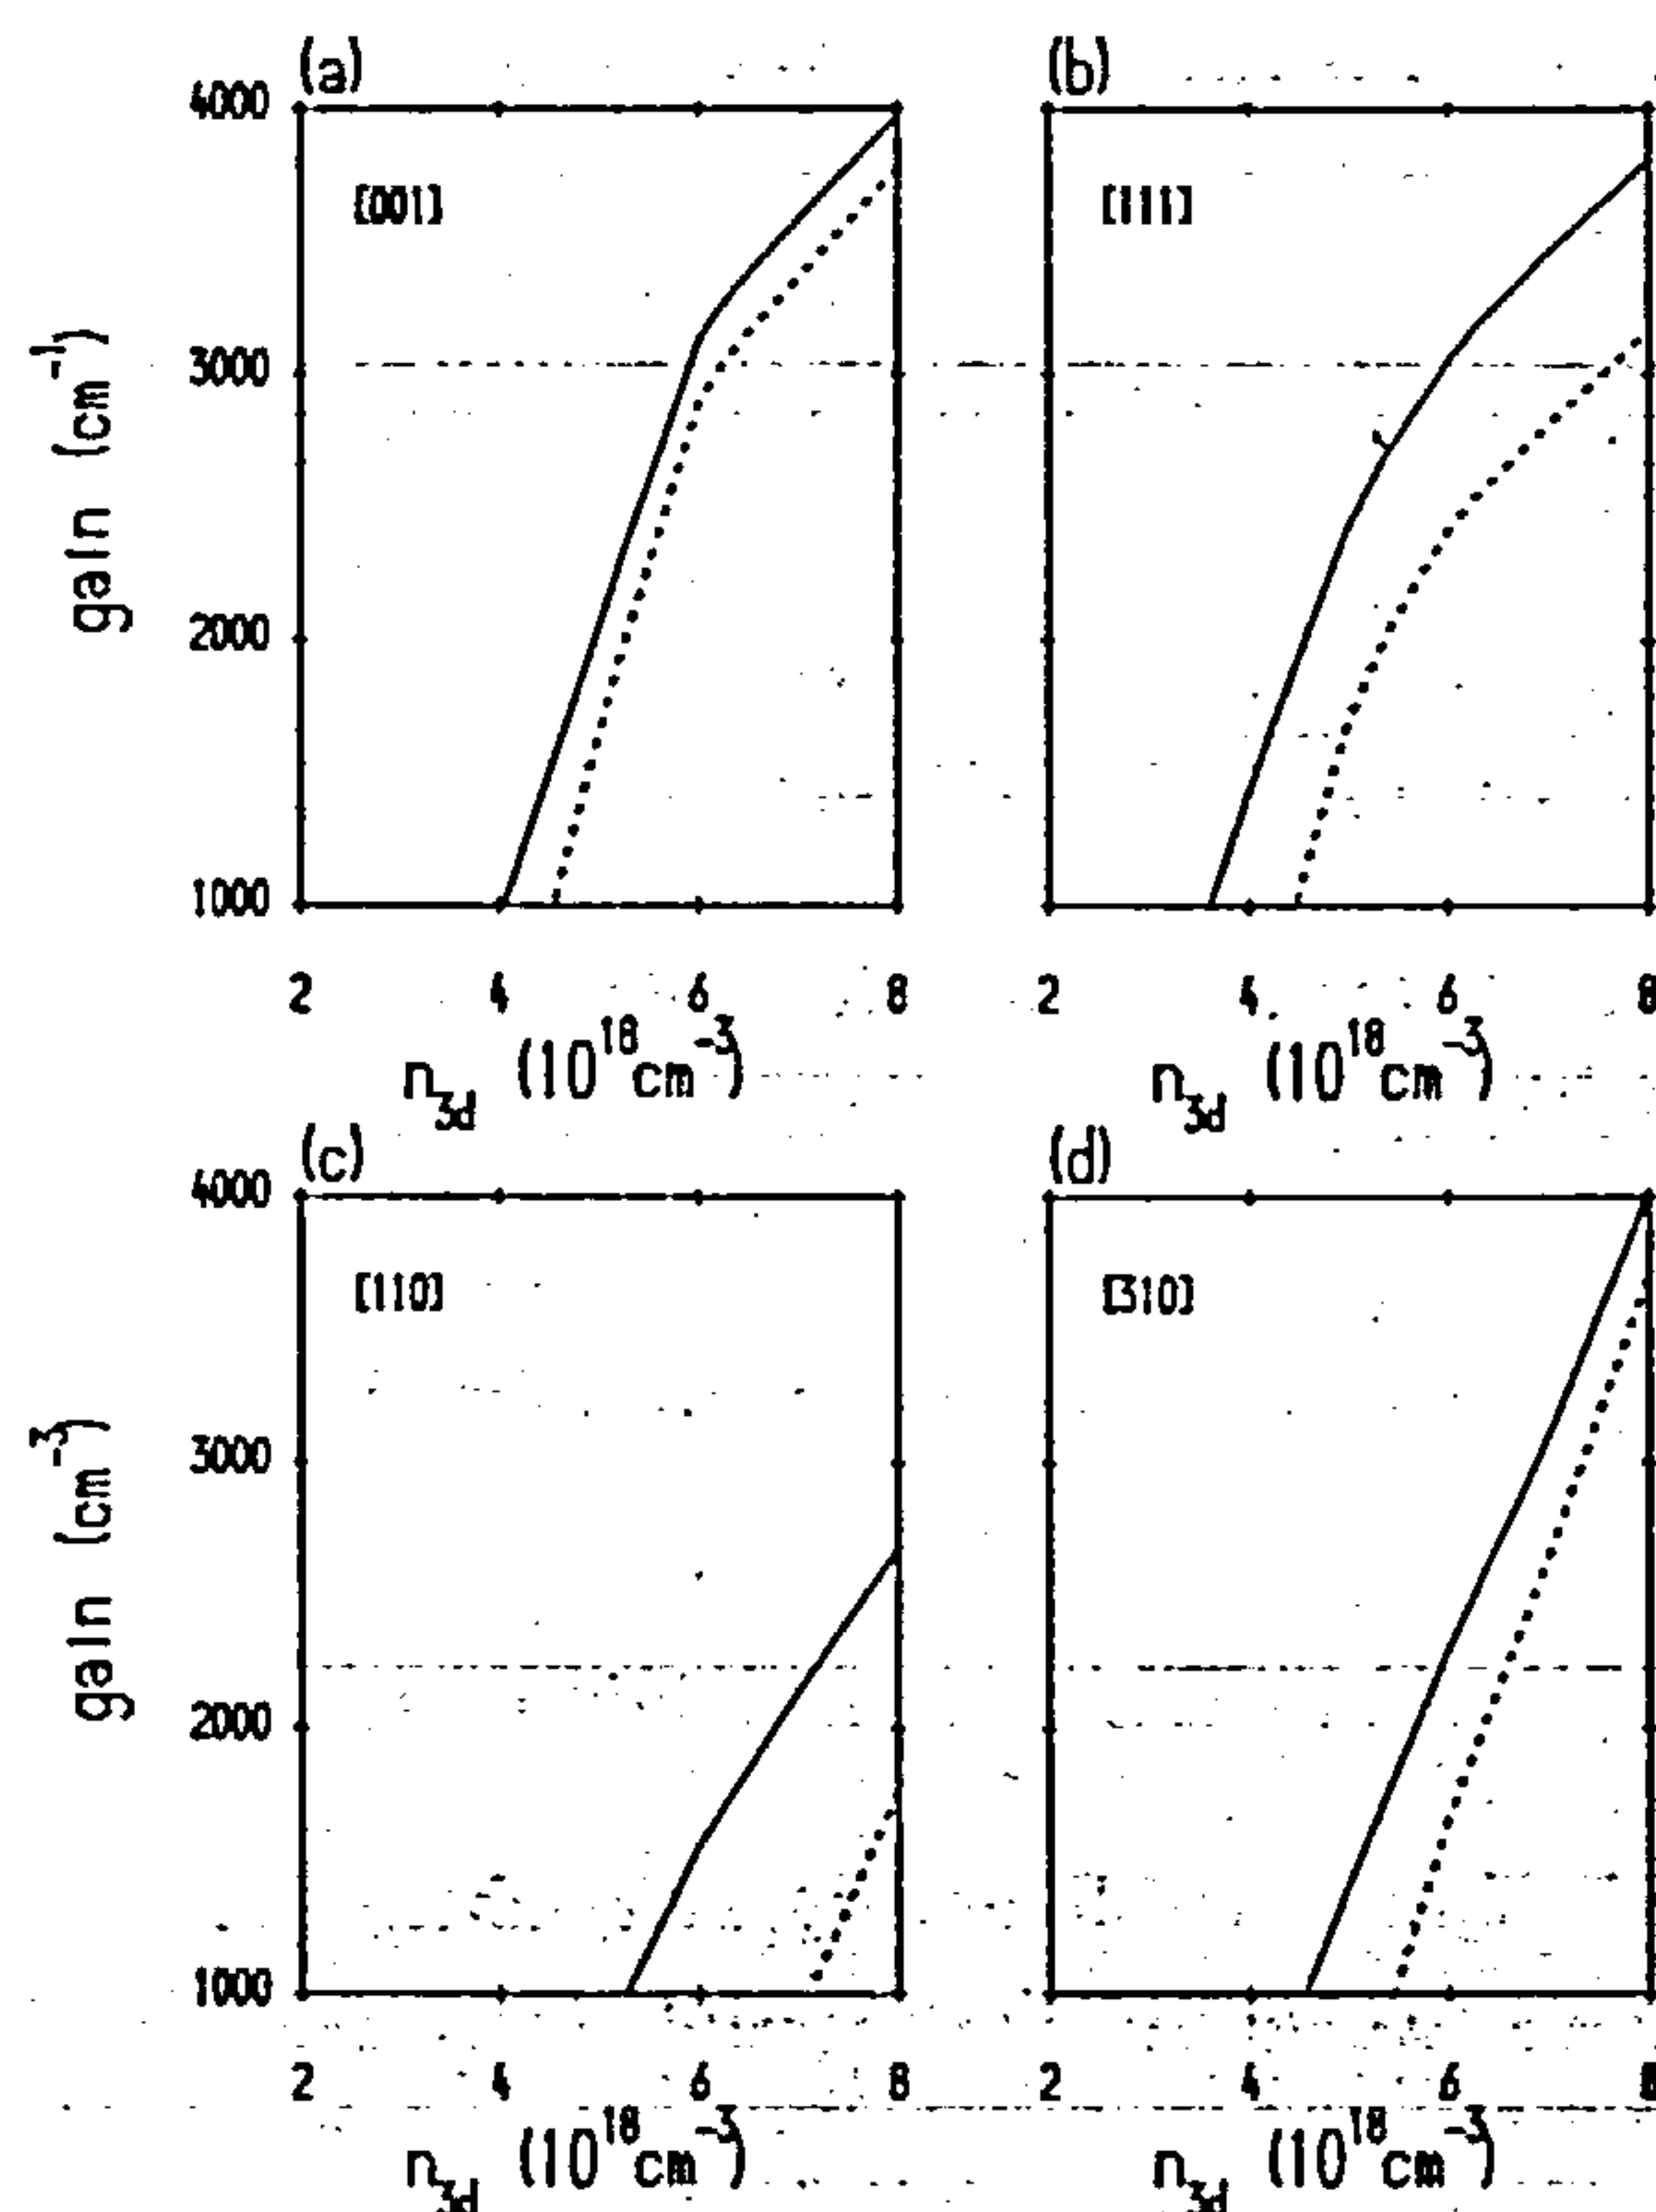 (a)
4000
[001]
3000
gain (cm⁻¹)
2000
1000
2 4 6 8
n₃d (10¹⁸cm⁻³)
(b)
[111]
2 4 6 8
n₃d (10¹⁸cm⁻³)
(c)
4000
[110]
3000
gain (cm⁻³)
2000
1000
2 4 6 8
n₃d (10¹⁸cm⁻³)
(d)
[310]
2 4 6 8
n₃d (10¹⁸cm⁻³)